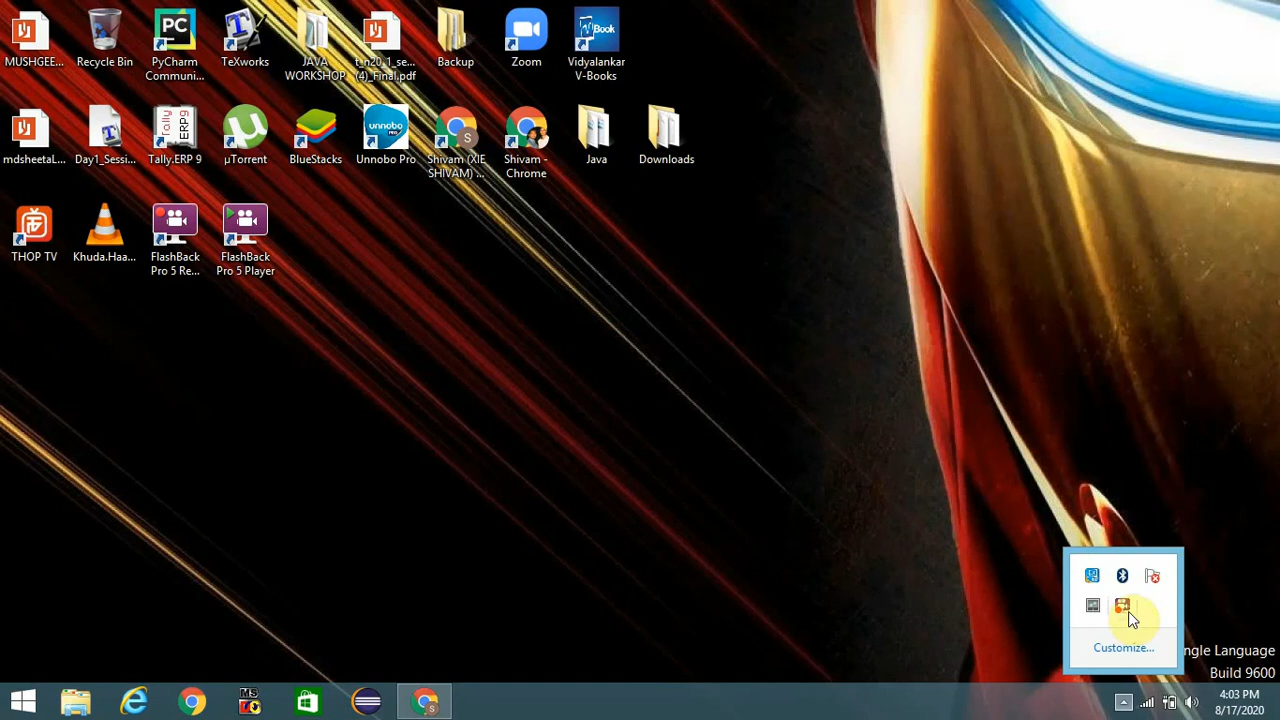 MUSHGEE...
Recycle Bin
PyCharm
Communi...
TeXworks
JAVA
WORKSHOP
(4)_Final.pdf
Backup
Zoom
Vidyalankar
V-Books
mdsheetaL...
Day1_Sessi...
Tally.ERP 9
µTorrent
BlueStacks
Unnobo Pro
Shivam (XIE
SHIVAM) ...
Shivam -
Chrome
Java
Downloads
THOP TV
Khuda.Haa...
FlashBack
Pro 5 Re...
FlashBack
Pro 5 Player
Customize...
ngle Language
Build 9600
4:03 PM
8/17/2020